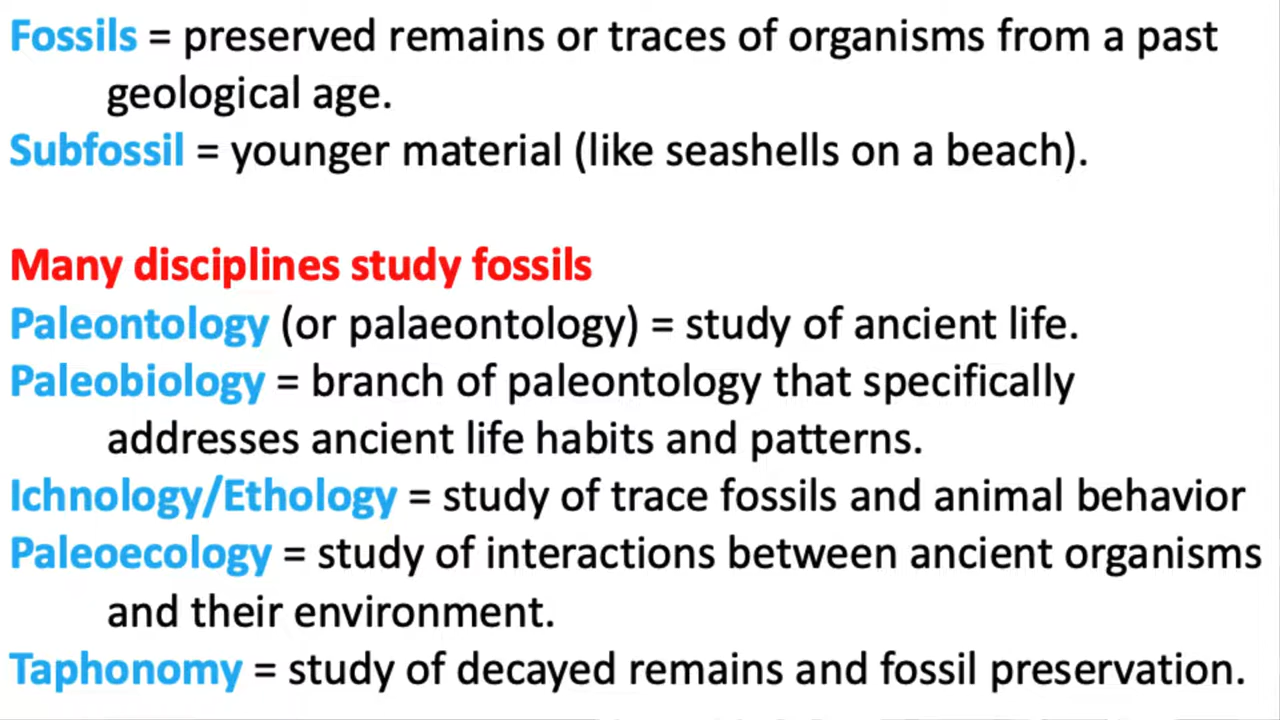 Fossils = preserved remains or traces of organisms from a past
geological age.
Subfossil = younger material (like seashells on a beach).
Many disciplines study fossils
Paleontology (or palaeontology) = study of ancient life.
Paleobiology = branch of paleontology that specifically
addresses ancient life habits and patterns.
Ichnology/Ethology = study of trace fossils and animal behavior
Paleoecology = study of interactions between ancient organisms
and their environment.
Taphonomy = study of decayed remains and fossil preservation.